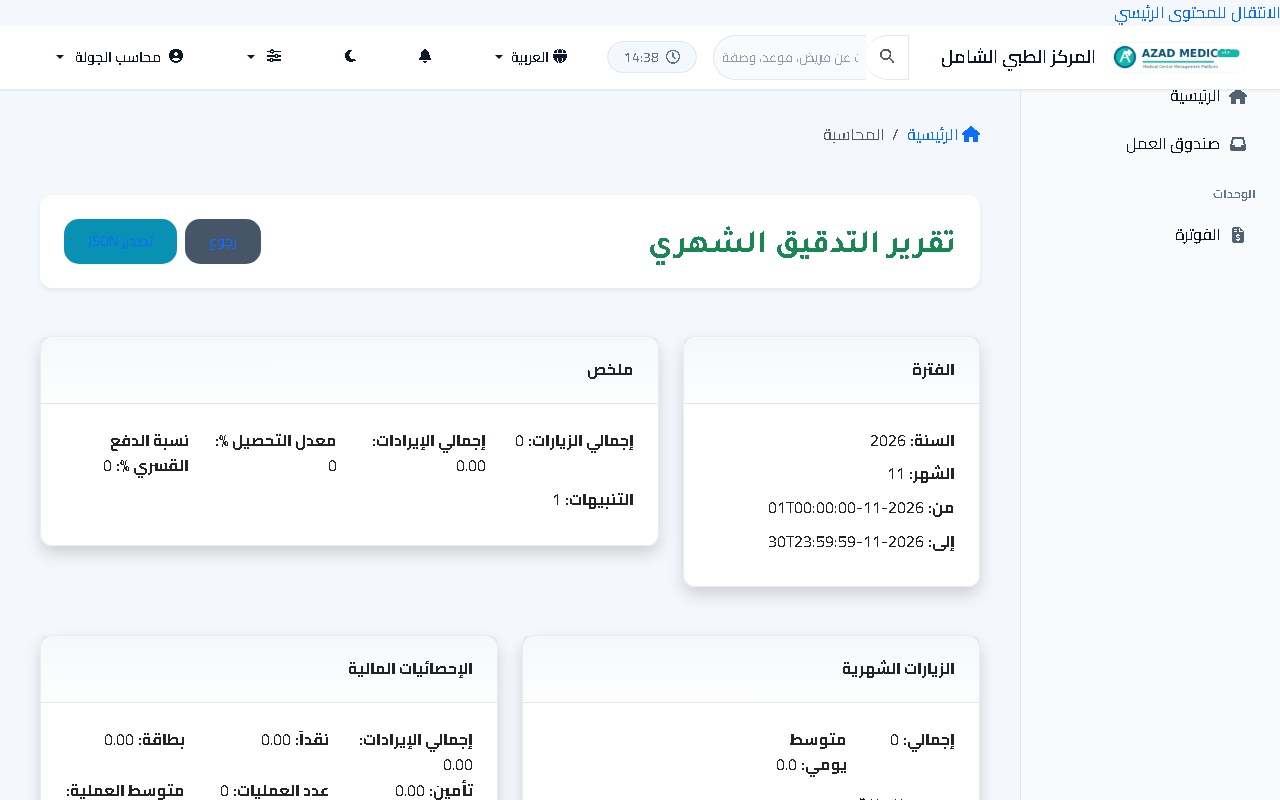 الانتقال للمحتوى الرئيسي
AZAD MEDIC
Medical Centre Management Platform
المركز الطبي الشامل
14:38
العربية
محاسب الجولة
الرئيسية
صندوق العمل
الوحدات
الفوترة
الرئيسية / المحاسبة
تقرير التدقيق الشهري
رجوع
تصدير JSON
الفترة
السنة: 2026
الشهر: 11
من: 2026-11-01T00:00:00
إلى: 2026-11-30T23:59:59
ملخص
إجمالي الزيارات: 0
إجمالي الإيرادات: 0.00
معدل التحصيل %: 0
نسبة الدفع القسري %: 0
التنبيهات: 1
الزيارات الشهرية
إجمالي: 0
متوسط يومي: 0.0
الإحصائيات المالية
إجمالي الإيرادات: 0.00
نقداً: 0.00
بطاقة: 0.00
تأمين: 0.00
عدد العمليات: 0
متوسط العملية: